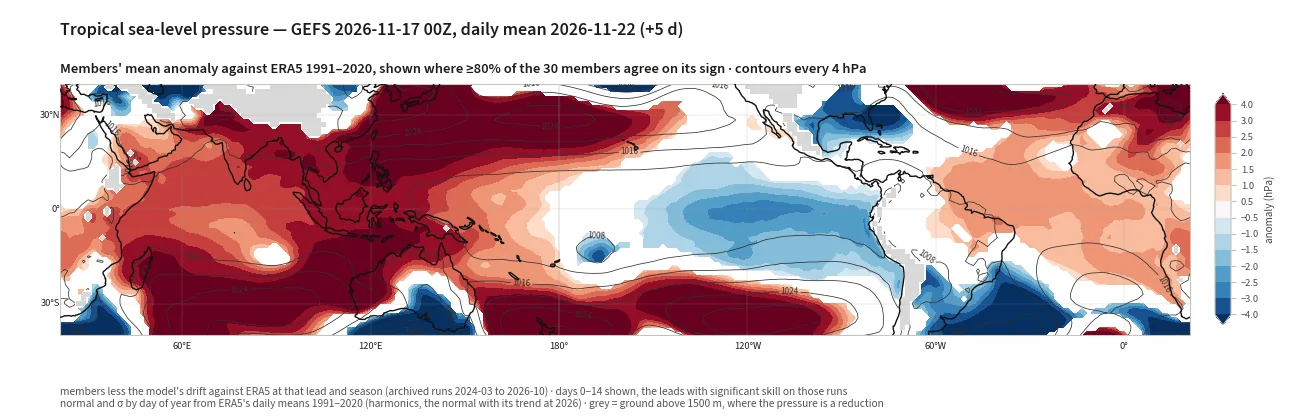 Tropical sea-level pressure — GEFS 2026-11-17 00Z, daily mean 2026-11-22 (+5 d)
Members' mean anomaly against ERA5 1991–2020, shown where ≥80% of the 30 members agree on its sign · contours every 4 hPa
30°N
0°
30°S
60°E
120°E
180°
120°W
60°W
0°
1016
1016
1016
1008
1016
1024
1008
1016
4.0
3.0
2.5
2.0
1.5
1.0
0.5
−0.5
−1.0
−1.5
−2.0
−2.5
−3.0
−4.0
anomaly (hPa)
members less the model's drift against ERA5 at that lead and season (archived runs 2024-03 to 2026-10) · days 0–14 shown, the leads with significant skill on those runs
normal and σ by day of year from ERA5's daily means 1991–2020 (harmonics, the normal with its trend at 2026) · grey = ground above 1500 m, where the pressure is a reduction